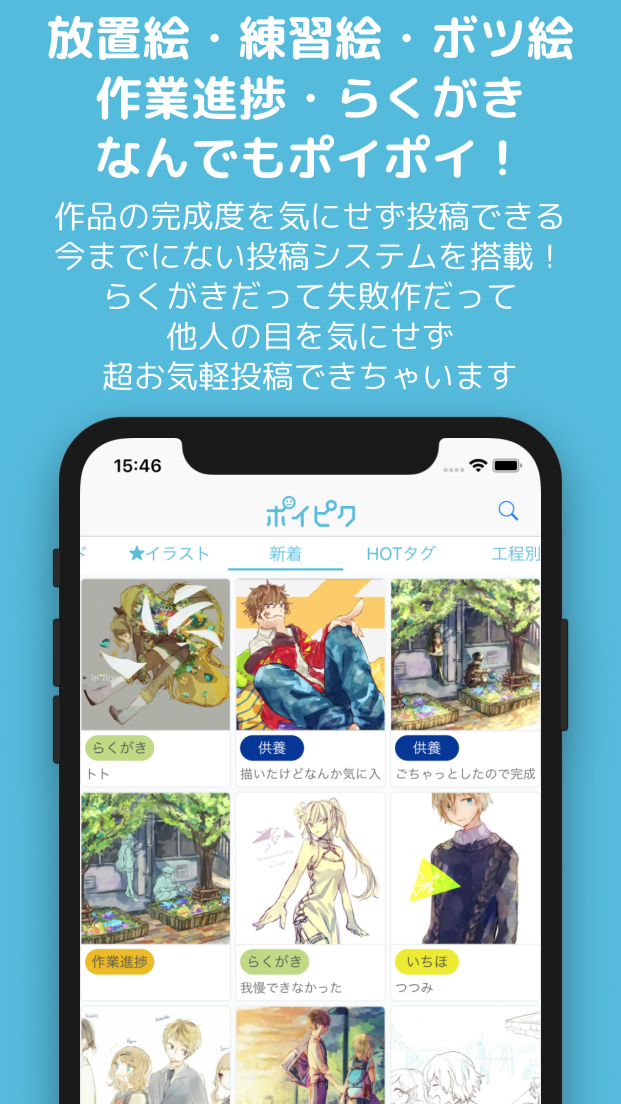 放置絵・練習絵・ボツ絵
作業進捗・らくがき
なんでもポイポイ！
作品の完成度を気にせず投稿できる
今までにない投稿システムを搭載！
らくがきだって失敗作だって
他人の目を気にせず
超お気軽投稿できちゃいます
15:46
ポイピク
ド ★イラスト 新着 HOTタグ 工程別
in flower
らくがき 供養 供養
トト 描いたけどなんか気に入 ごちゃっとしたので完成
作業進捗 らくがき いちほ
我慢できなかった つつみ